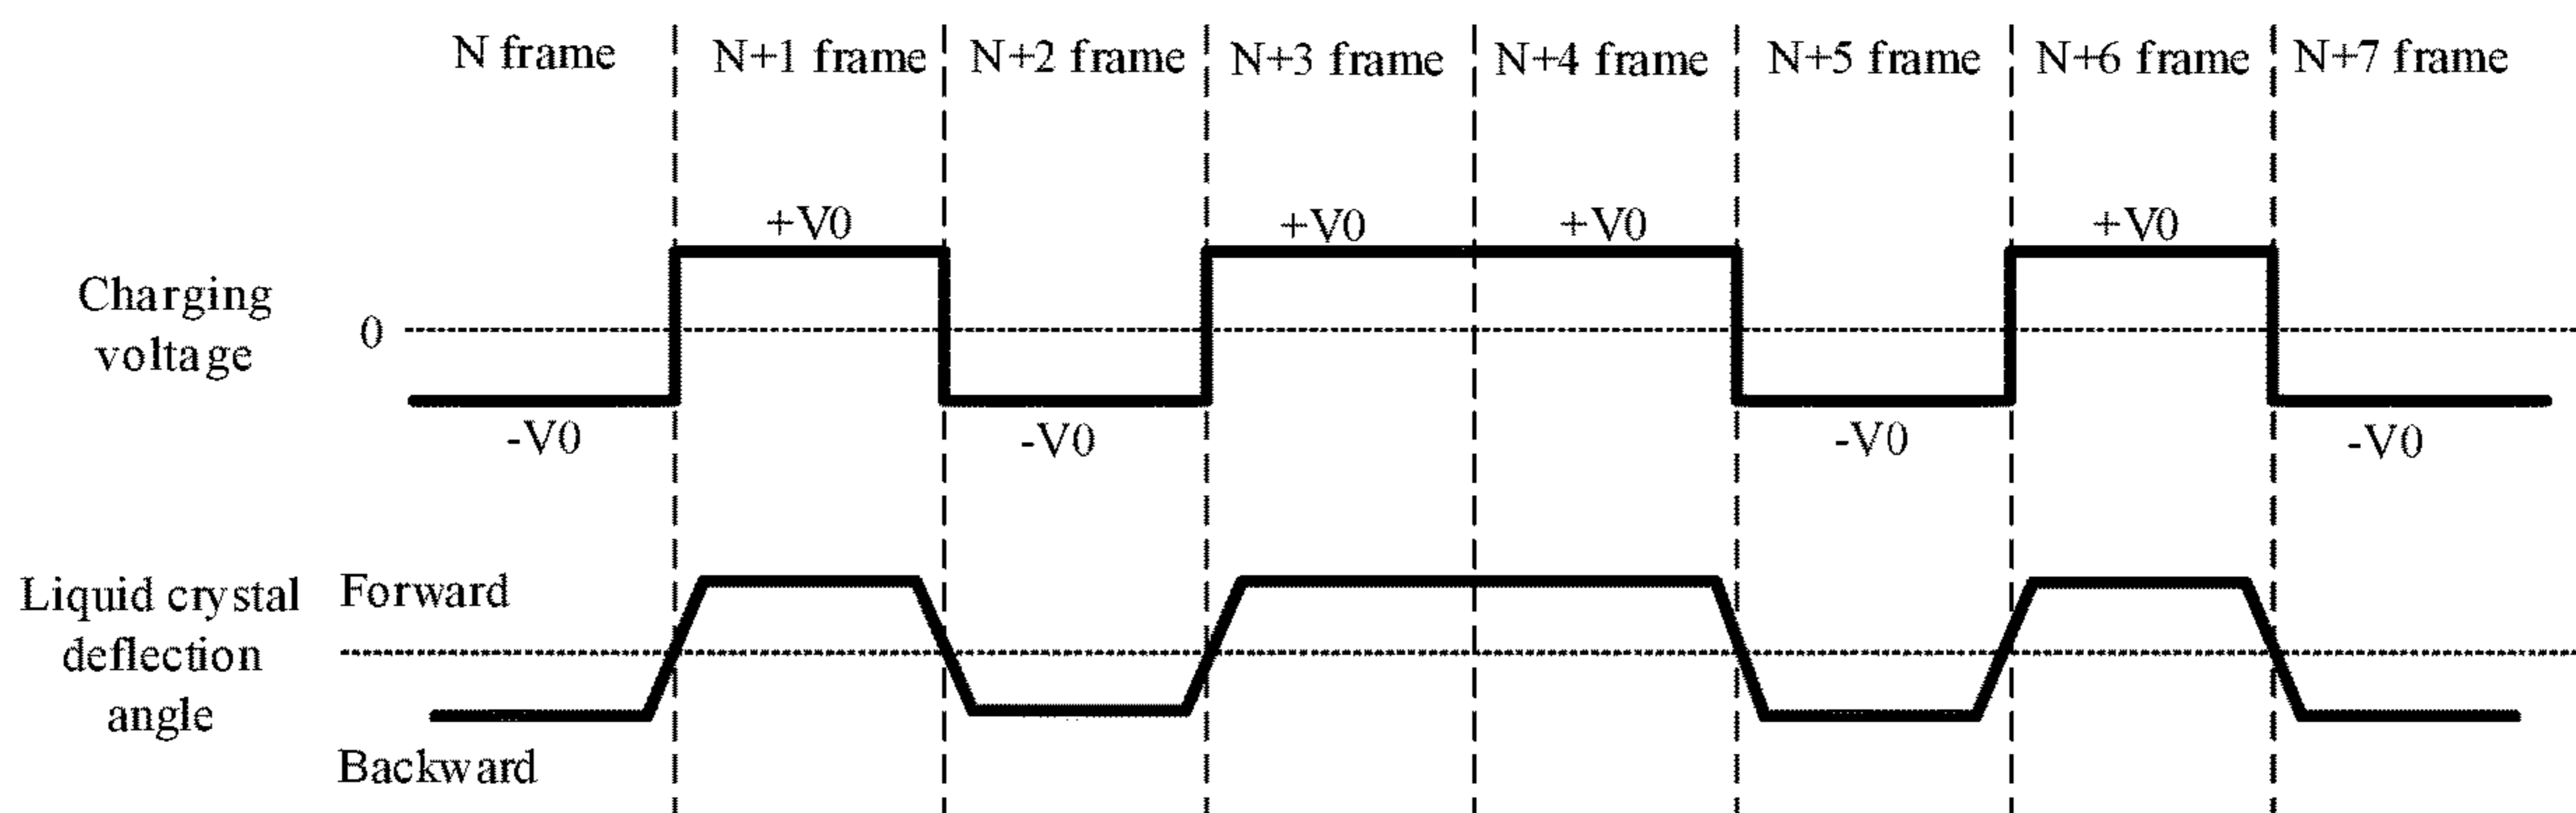 N frame
N+1 frame
N+2 frame
N+3 frame
N+4 frame
N+5 frame
N+6 frame
N+7 frame
+V0
+V0
+V0
+V0
Charging
voltage
0
-V0
-V0
-V0
-V0
Liquid crystal
deflection
angle
Forward
Backward